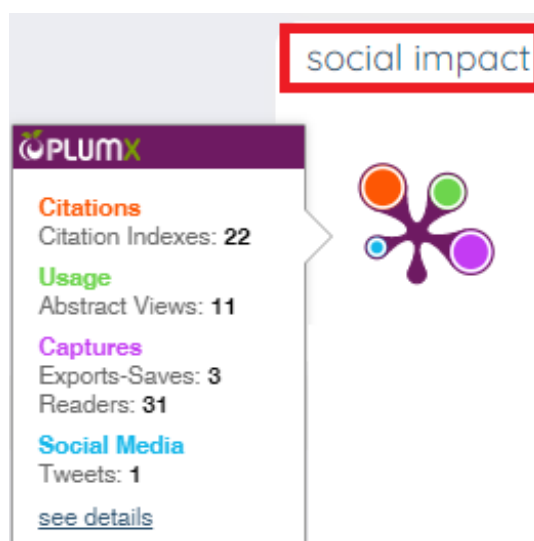 social impact
PLUMX
Citations
Citation Indexes: 22
Usage
Abstract Views: 11
Captures
Exports-Saves: 3
Readers: 31
Social Media
Tweets: 1
see details